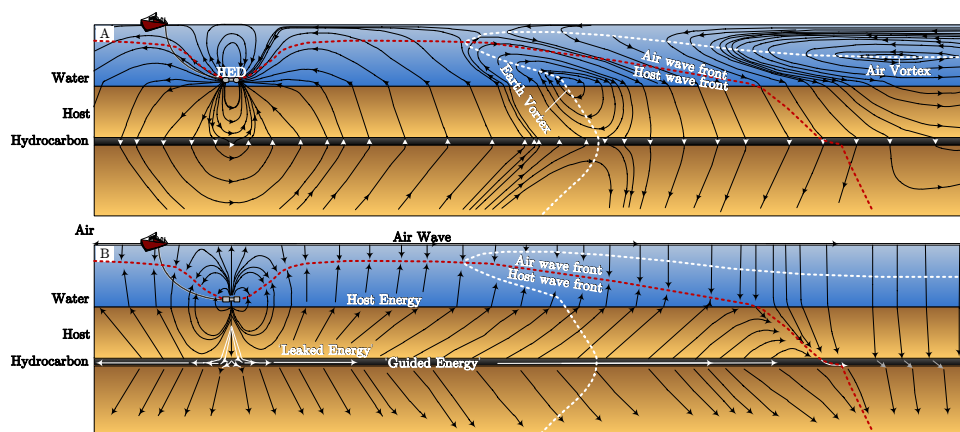 A
HED
Water
Host
Hydrocarbon
Earth Vortex
Air wave front
Host wave front
Air Vortex
Air
B
Air Wave
Air wave front
Host wave front
Water
Host Energy
Host
Leaked Energy
Hydrocarbon
Guided Energy